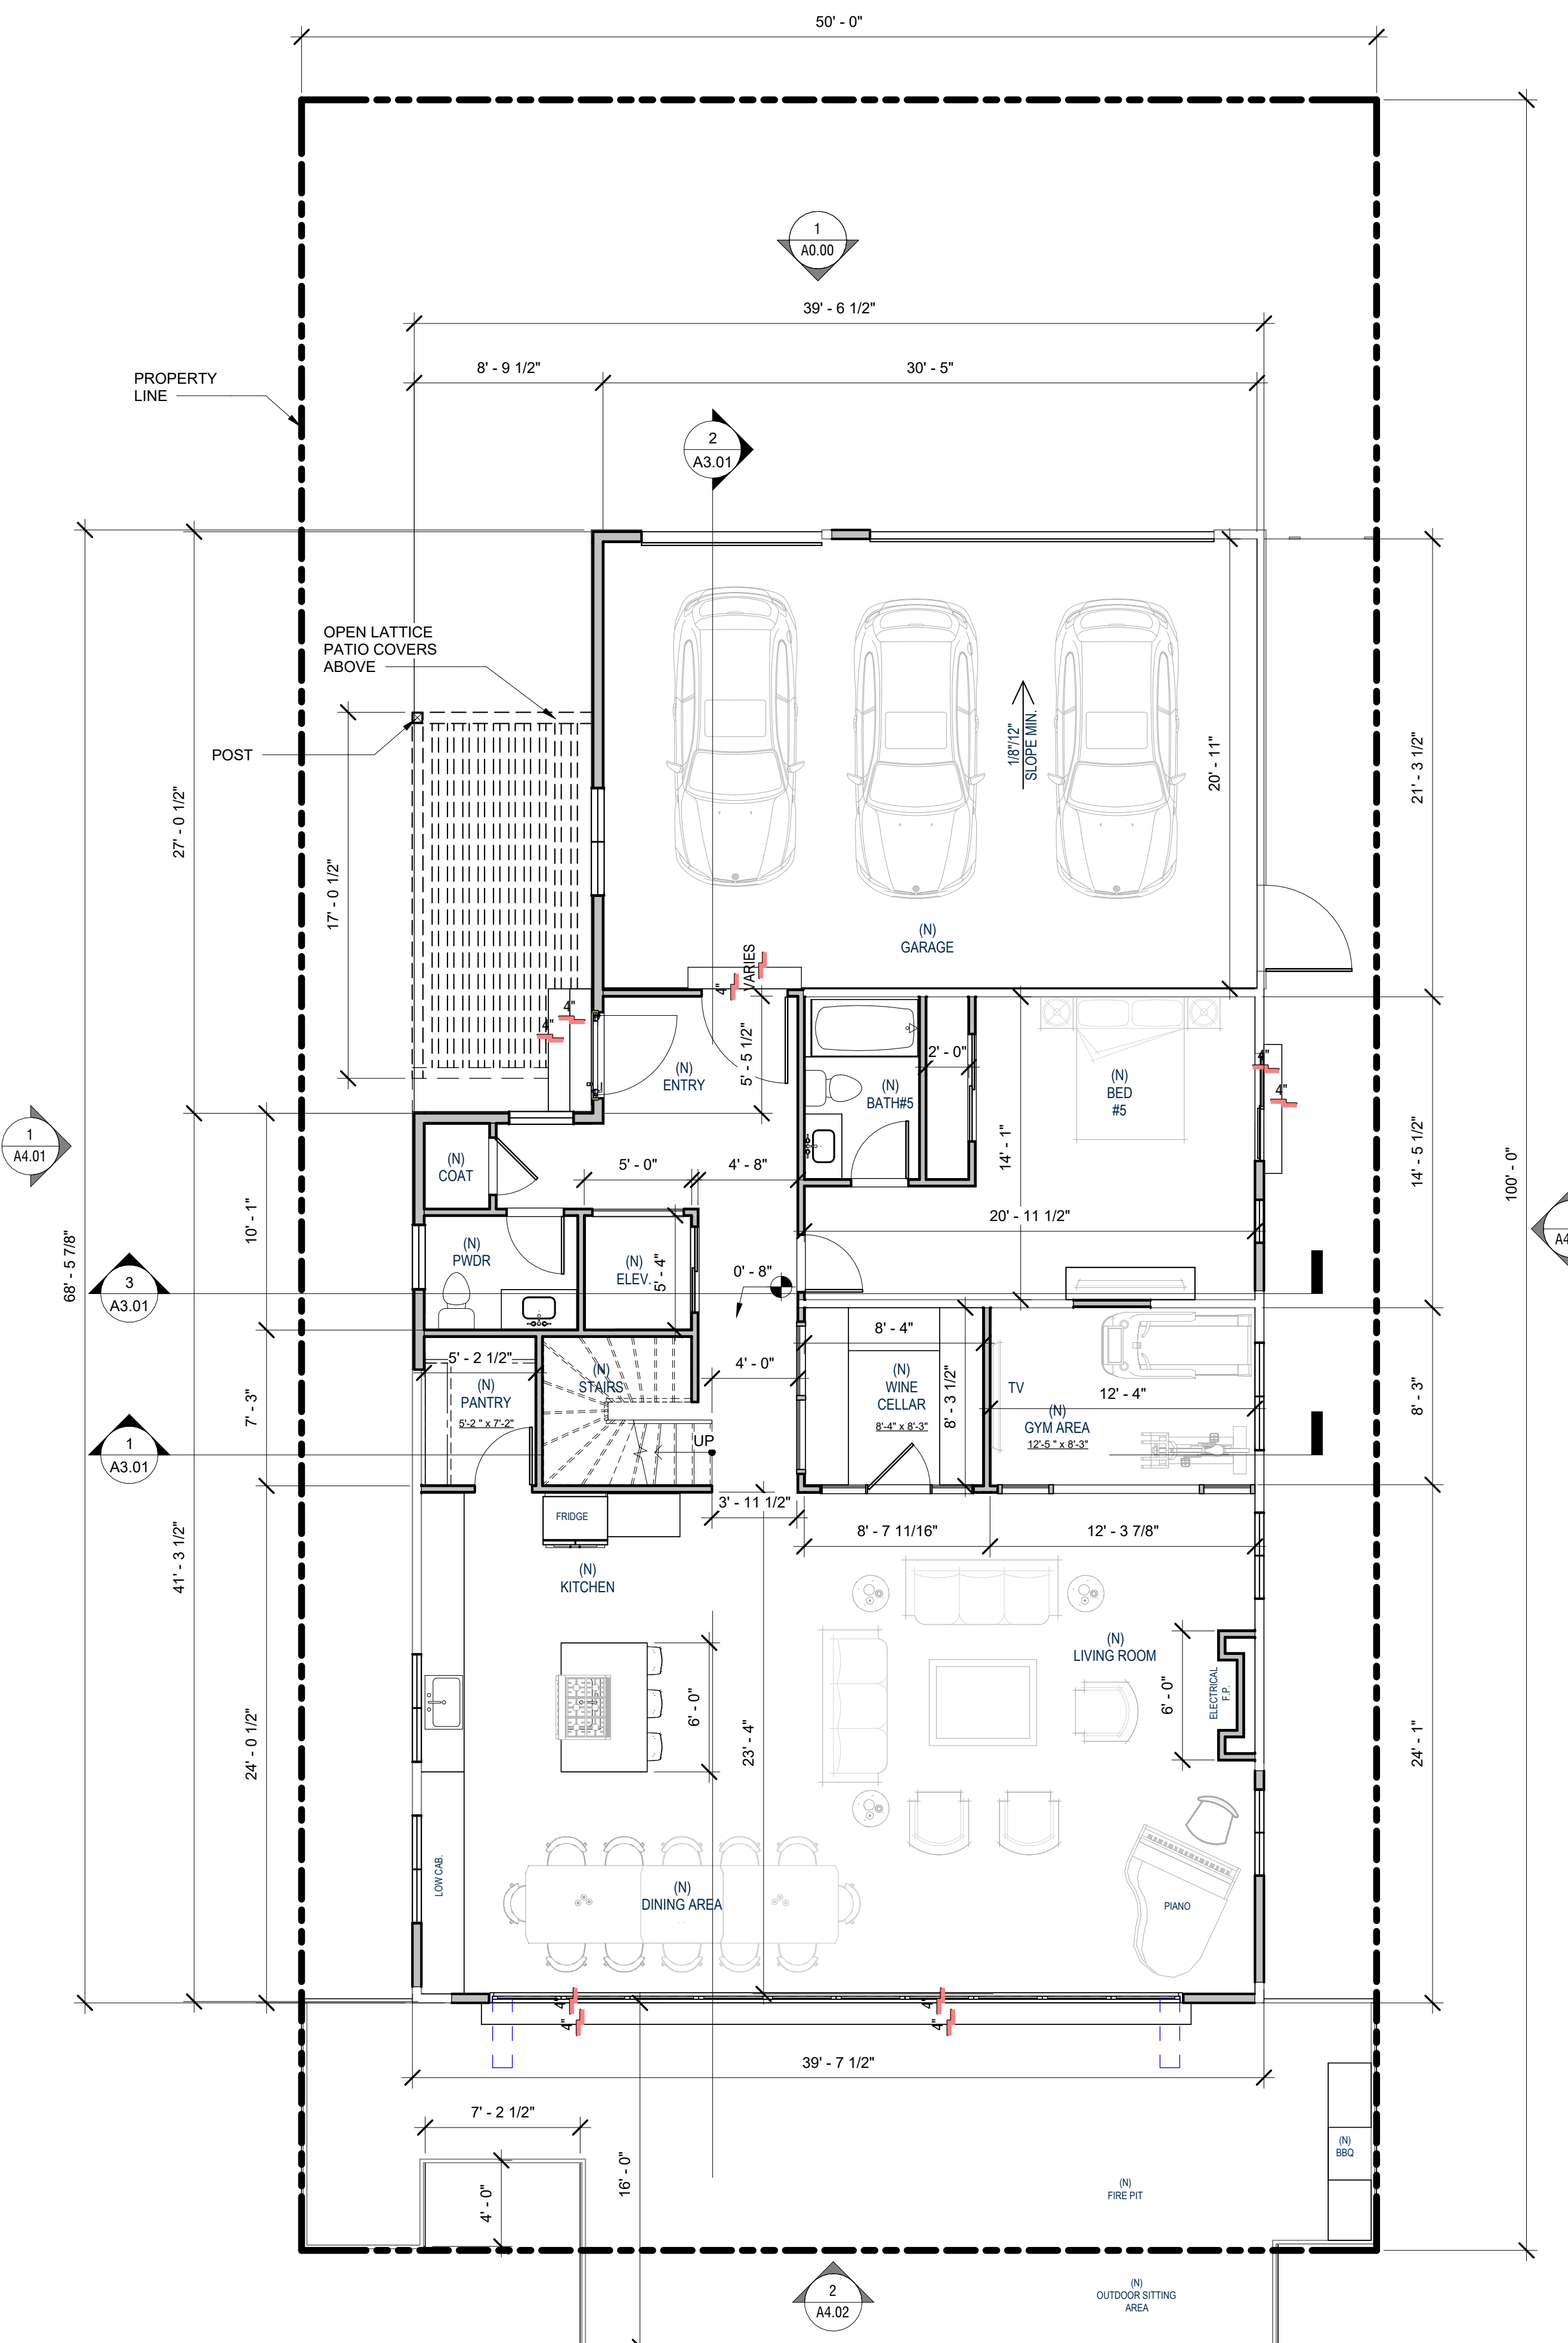 50' - 0"
1
A0.00
39' - 6 1/2"
8' - 9 1/2"
30' - 5"
PROPERTY
LINE
2
A3.01
OPEN LATTICE
PATIO COVERS
ABOVE
POST
1/8"/12"
SLOPE MIN.
20' - 11"
21' - 3 1/2"
27' - 0 1/2"
17' - 0 1/2"
(N)
GARAGE
VARIES
4"
4"
4"
5' - 5 1/2"
(N)
ENTRY
2' - 0"
(N)
BATH#5
(N)
BED
#5
4"
4"
14' - 1"
14' - 5 1/2"
100' - 0"
1
A4.01
(N)
COAT
5' - 0"
4' - 8"
20' - 11 1/2"
10' - 1"
68' - 5 7/8"
(N)
PWDR
(N)
ELEV.
5' - 4"
0' - 8"
A4
3
A3.01
5' - 2 1/2"
(N)
STAIRS
4' - 0"
8' - 4"
(N)
PANTRY
5'-2 " x 7'-2"
(N)
WINE
CELLAR
8'-4" x 8'-3"
8' - 3 1/2"
TV
12' - 4"
(N)
GYM AREA
12'-5 " x 8'-3"
8' - 3"
7' - 3"
1
A3.01
UP
3' - 11 1/2"
FRIDGE
8' - 7 11/16"
12' - 3 7/8"
41' - 3 1/2"
(N)
KITCHEN
(N)
LIVING ROOM
6' - 0"
6' - 0"
ELECTRICAL
F.P.
23' - 4"
24' - 0 1/2"
24' - 1"
LOW CAB.
(N)
DINING AREA
PIANO
4"
4"
4"
4"
39' - 7 1/2"
7' - 2 1/2"
4' - 0"
16' - 0"
(N)
BBQ
(N)
FIRE PIT
2
A4.02
(N)
OUTDOOR SITTING
AREA